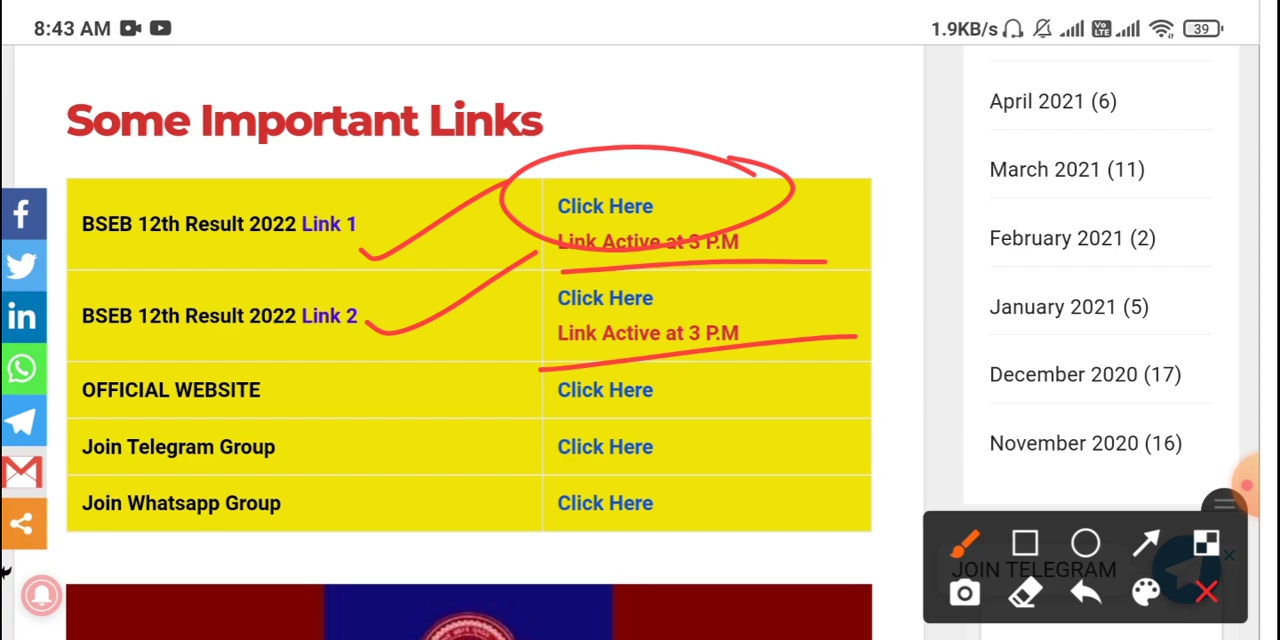 8:43 AM
1.9KB/s
Vo LTE
39
Some Important Links
BSEB 12th Result 2022 Link 1
Click Here
Link Active at 3 P.M
BSEB 12th Result 2022 Link 2
Click Here
Link Active at 3 P.M
OFFICIAL WEBSITE
Click Here
Join Telegram Group
Click Here
Join Whatsapp Group
Click Here
April 2021 (6)
March 2021 (11)
February 2021 (2)
January 2021 (5)
December 2020 (17)
November 2020 (16)
JOIN TELEGRAM